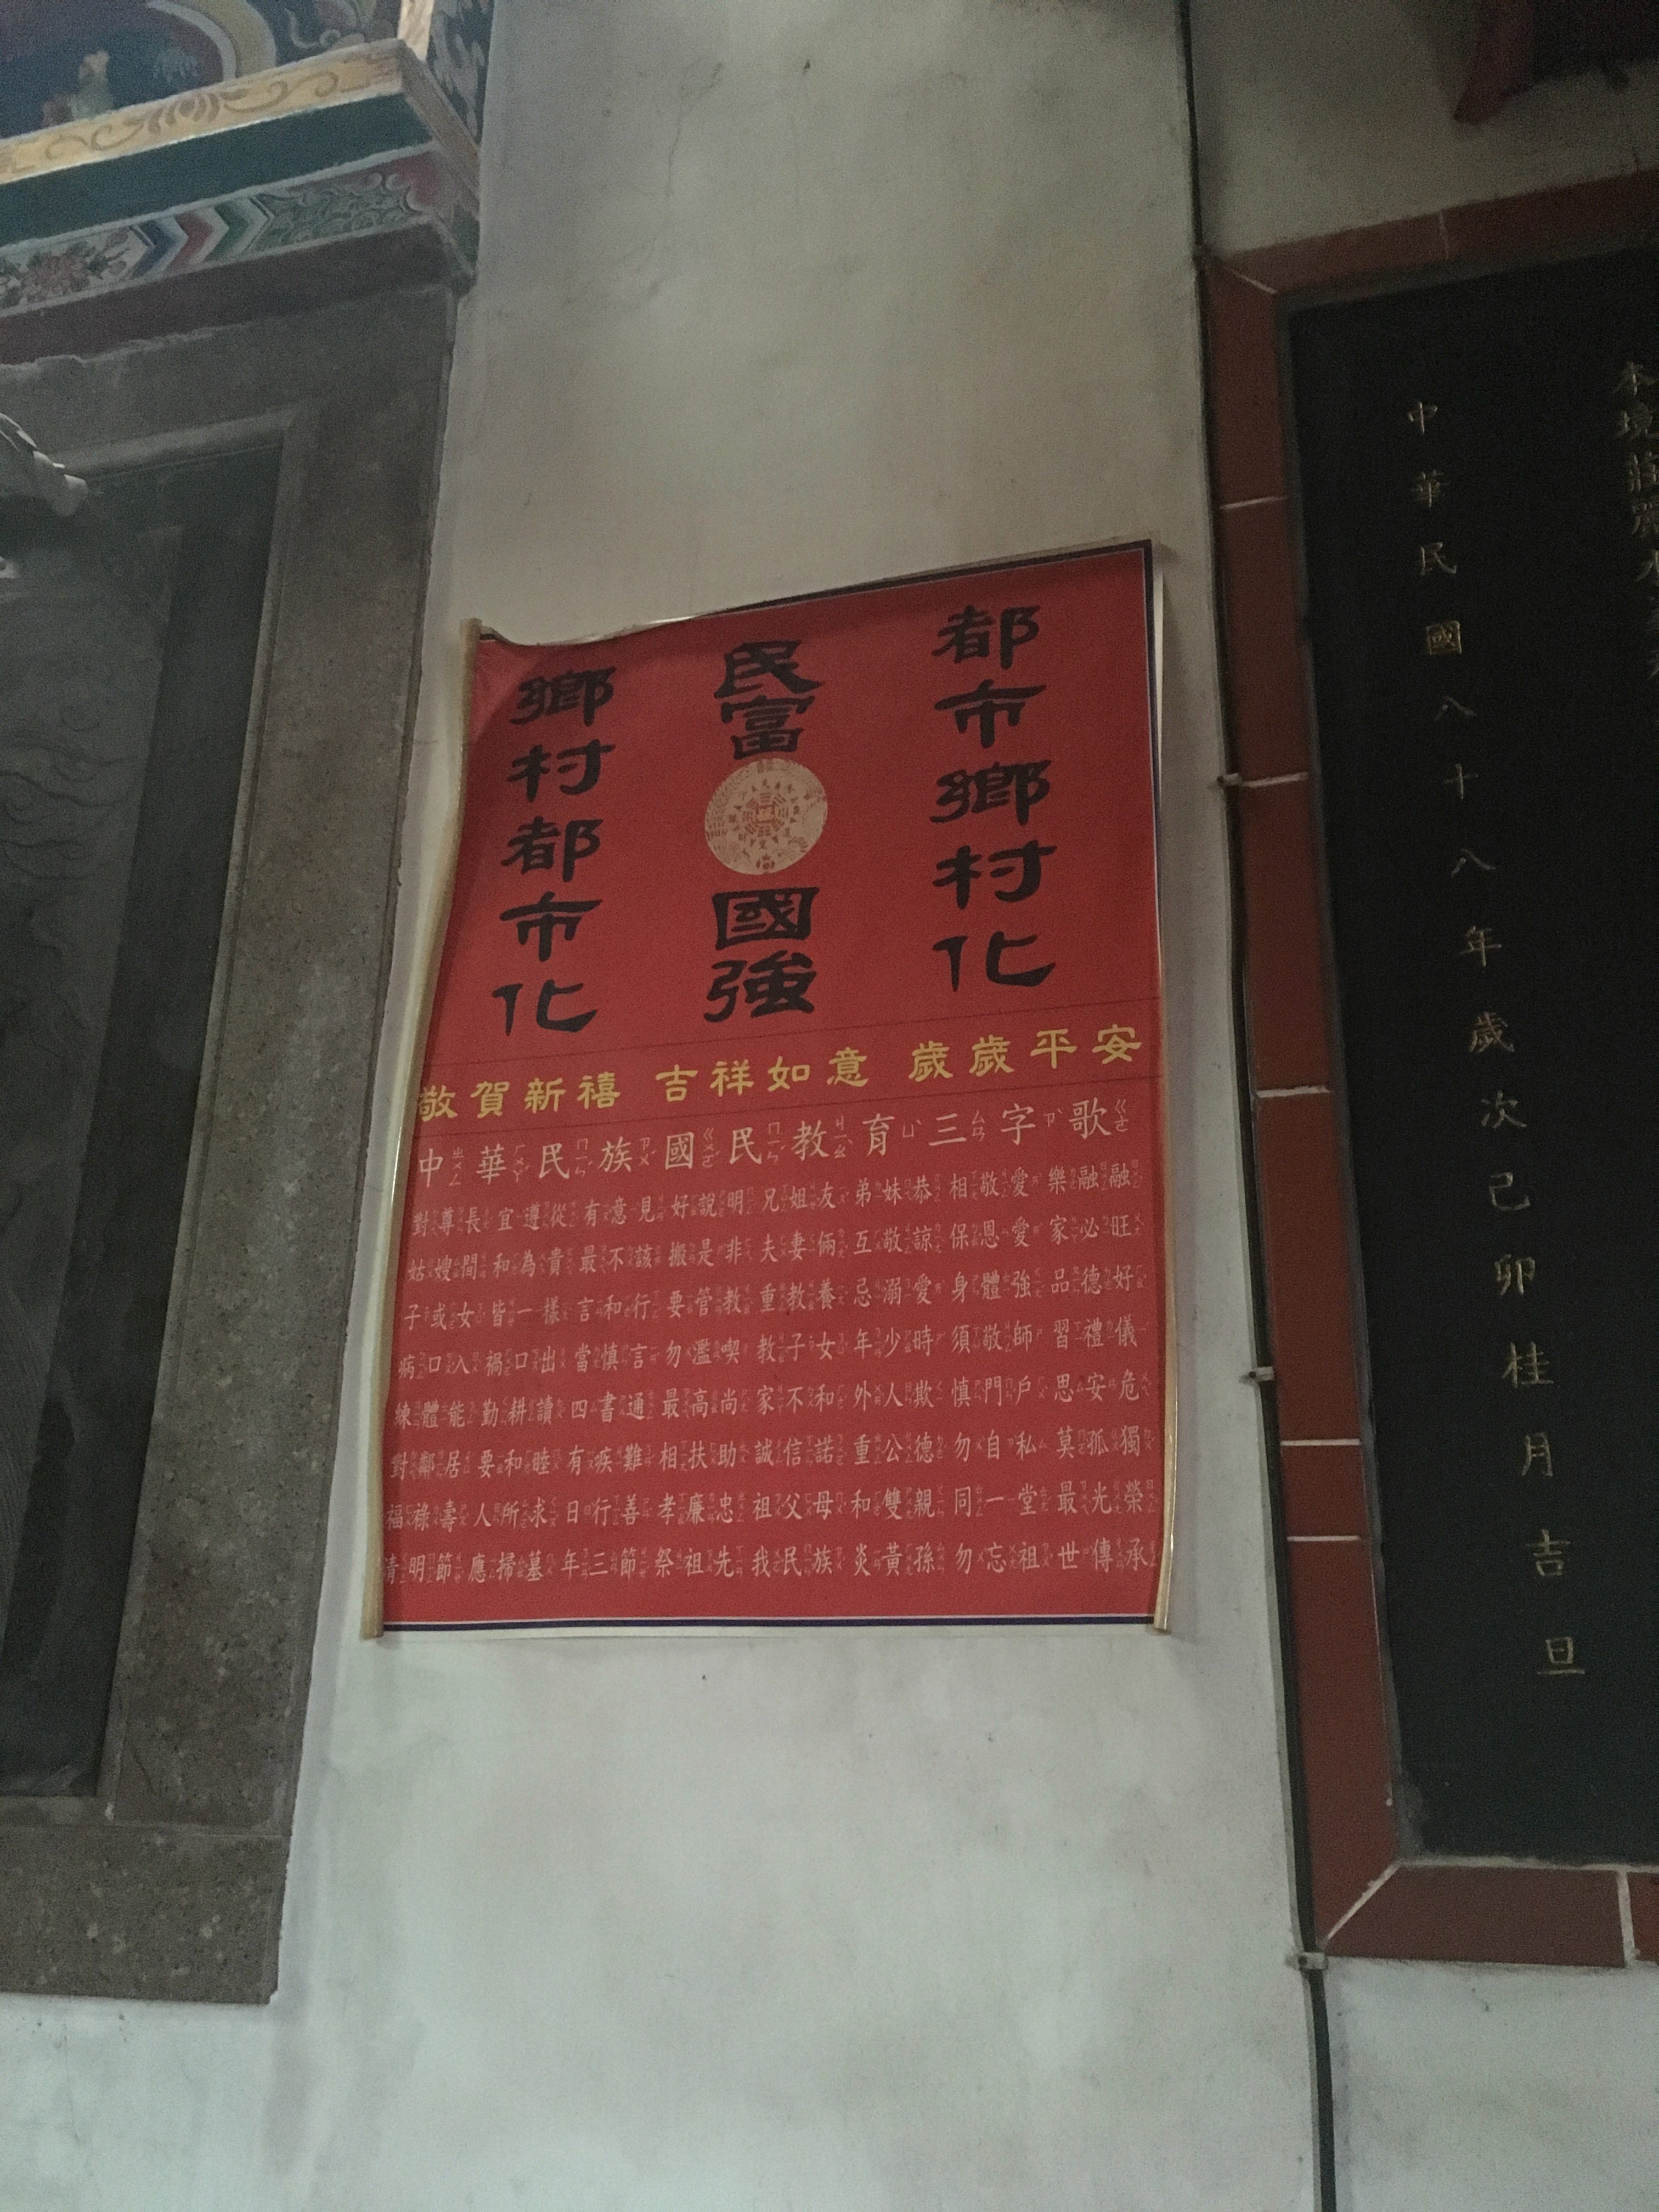 都市鄉村化
民富
國強
鄉村都市化
敬賀新禧 吉祥如意 歲歲平安
中華民族國民教育三字歌
對尊長 宜遵從 有意見 好說明 兄姐友 弟妹恭 相敬愛 樂融融
姑嫂間 和為貴 最不該 搬是非 夫妻倆 互敬諒 保恩愛 家必旺
子或女 皆一樣 言和行 要管教 重教養 忌溺愛 身體強 品德好
病口入 禍口出 當慎言 勿濫喫 教子女 年少時 須敬師 習禮儀
練體能 勤耕讀 四書通 最高尚 家不和 外人欺 慎門戶 思安危
對鄰居 要和睦 有疾難 相扶助 誠信諾 重公德 勿自私 莫孤獨
福祿壽 人所求 日行善 孝廉忠 祖父母 和雙親 同一堂 最光榮
清明節 應掃墓 年三節 祭祖先 我民族 炎黃孫 勿忘祖 世傳承
本境
中華民國八十八年歲次己卯桂月吉旦